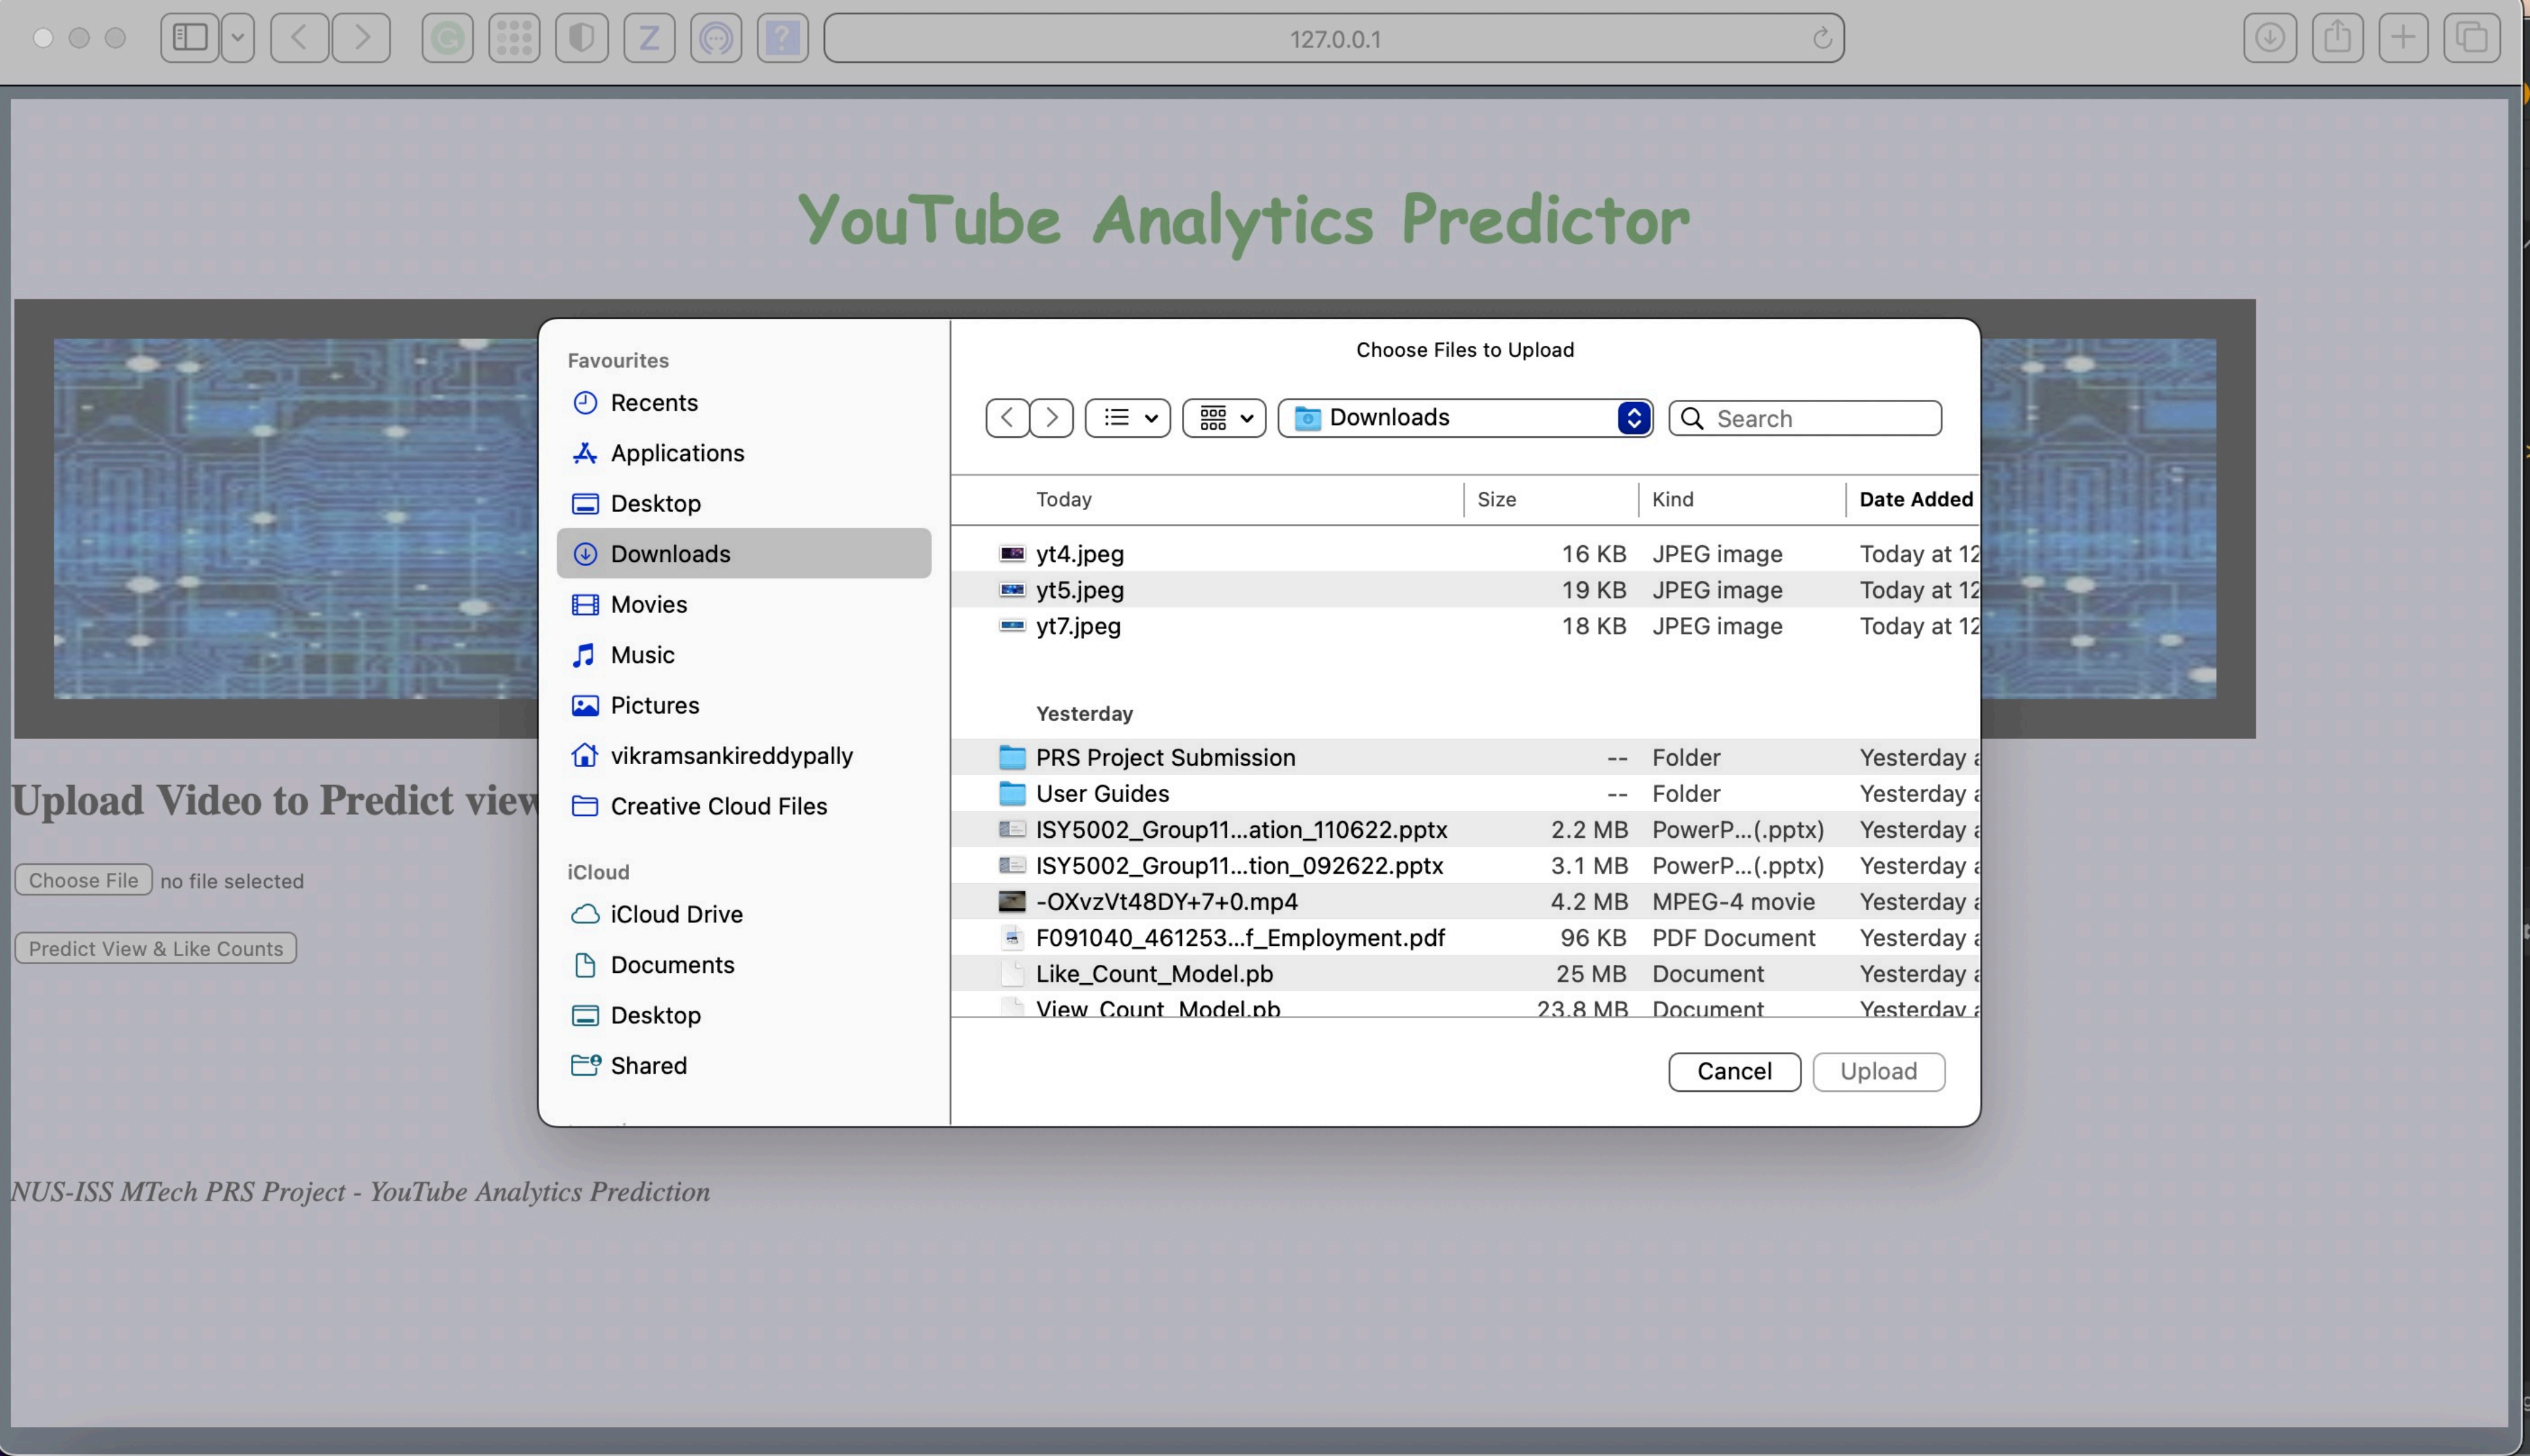 127.0.0.1
YouTube Analytics Predictor
Choose Files to Upload
Favourites
Recents
Applications
Desktop
Downloads
Movies
Music
Pictures
vikramsankireddypally
Creative Cloud Files
iCloud
iCloud Drive
Documents
Desktop
Shared
Downloads
Search
Today Size Kind Date Added
yt4.jpeg 16 KB JPEG image Today at 12
yt5.jpeg 19 KB JPEG image Today at 12
yt7.jpeg 18 KB JPEG image Today at 12
Yesterday
PRS Project Submission -- Folder Yesterday a
User Guides -- Folder Yesterday a
ISY5002_Group11...ation_110622.pptx 2.2 MB PowerP...(.pptx) Yesterday a
ISY5002_Group11...tion_092622.pptx 3.1 MB PowerP...(.pptx) Yesterday a
-OXvzVt48DY+7+0.mp4 4.2 MB MPEG-4 movie Yesterday a
F091040_461253...f_Employment.pdf 96 KB PDF Document Yesterday a
Like_Count_Model.pb 25 MB Document Yesterday a
View_Count_Model.pb 23.8 MB Document Yesterday a
Cancel Upload
Upload Video to Predict view
Choose File no file selected
Predict View & Like Counts
NUS-ISS MTech PRS Project - YouTube Analytics Prediction